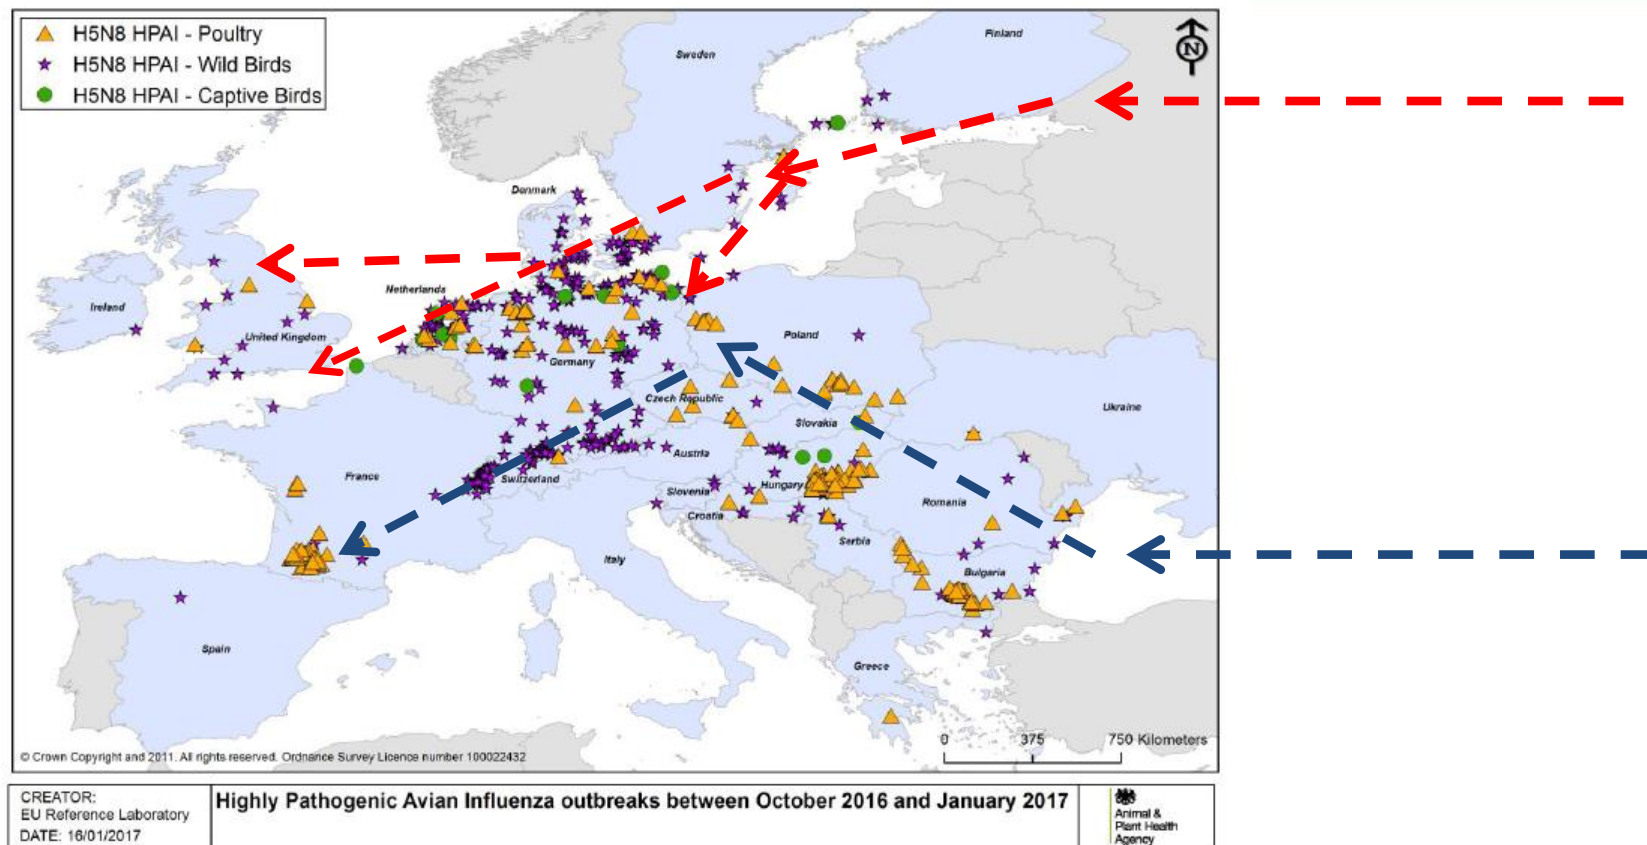 H5N8 HPAI - Poultry
H5N8 HPAI - Wild Birds
H5N8 HPAI - Captive Birds
N
Finland
Sweden
Denmark
Netherlands
Ireland
United Kingdom
Poland
Germany
Czech Republic
Ukraine
Slovakia
Austria
France
Switzerland
Hungary
Slovenia
Romania
Croatia
Serbia
Italy
Bulgaria
Spain
Greece
0 375 750 Kilometers
© Crown Copyright and 2011. All rights reserved. Ordnance Survey Licence number 100022432
CREATOR:
EU Reference Laboratory
DATE: 16/01/2017
Highly Pathogenic Avian Influenza outbreaks between October 2016 and January 2017
Animal &
Plant Health
Agency